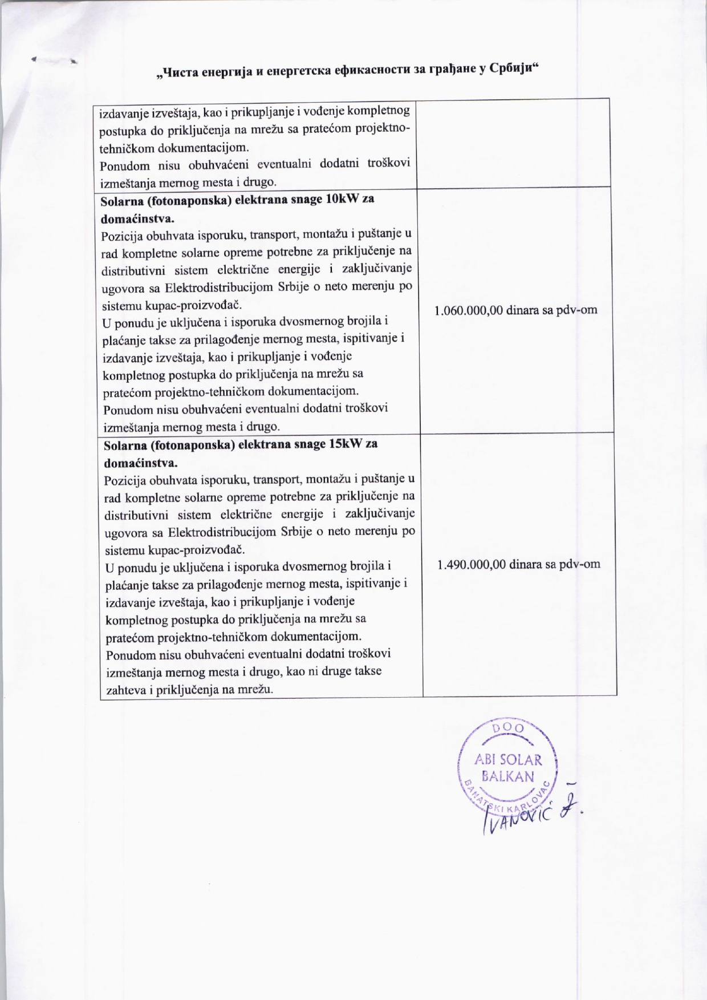 „Чиста енергија и енергетска ефикасности за грађане у Србији“
izdavanje izveštaja, kao i prikupljanje i vođenje kompletnog
postupka do priključenja na mrežu sa pratećom projektno-
tehničkom dokumentacijom.
Ponudom nisu obuhvaćeni eventualni dodatni troškovi
izmeštanja mernog mesta i drugo.
Solarna (fotonaponska) elektrana snage 10kW za
domaćinstva.
Pozicija obuhvata isporuku, transport, montažu i puštanje u
rad kompletne solarne opreme potrebne za priključenje na
distributivni sistem električne energije i zaključivanje
ugovora sa Elektrodistribucijom Srbije o neto merenju po
sistemu kupac-proizvođač.
U ponudu je uključena i isporuka dvosmernog brojila i
plaćanje takse za prilagođenje mernog mesta, ispitivanje i
izdavanje izveštaja, kao i prikupljanje i vođenje
kompletnog postupka do priključenja na mrežu sa
pratećom projektno-tehničkom dokumentacijom.
Ponudom nisu obuhvaćeni eventualni dodatni troškovi
izmeštanja mernog mesta i drugo.
1.060.000,00 dinara sa pdv-om
Solarna (fotonaponska) elektrana snage 15kW za
domaćinstva.
Pozicija obuhvata isporuku, transport, montažu i puštanje u
rad kompletne solarne opreme potrebne za priključenje na
distributivni sistem električne energije i zaključivanje
ugovora sa Elektrodistribucijom Srbije o neto merenju po
sistemu kupac-proizvođač.
U ponudu je uključena i isporuka dvosmernog brojila i
plaćanje takse za prilagođenje mernog mesta, ispitivanje i
izdavanje izveštaja, kao i prikupljanje i vođenje
kompletnog postupka do priključenja na mrežu sa
pratećom projektno-tehničkom dokumentacijom.
Ponudom nisu obuhvaćeni eventualni dodatni troškovi
izmeštanja mernog mesta i drugo, kao ni druge takse
zahteva i priključenja na mrežu.
1.490.000,00 dinara sa pdv-om
DOO
ABI SOLAR
BALKAN
BANATSKI KARLOVAC
IVANOVIĆ